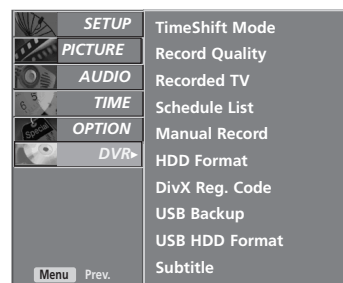 SETUP
PICTURE
AUDIO
TIME
OPTION
Special
DVR▸
Menu Prev.
TimeShift Mode
Record Quality
Recorded TV
Schedule List
Manual Record
HDD Format
DivX Reg. Code
USB Backup
USB HDD Format
Subtitle